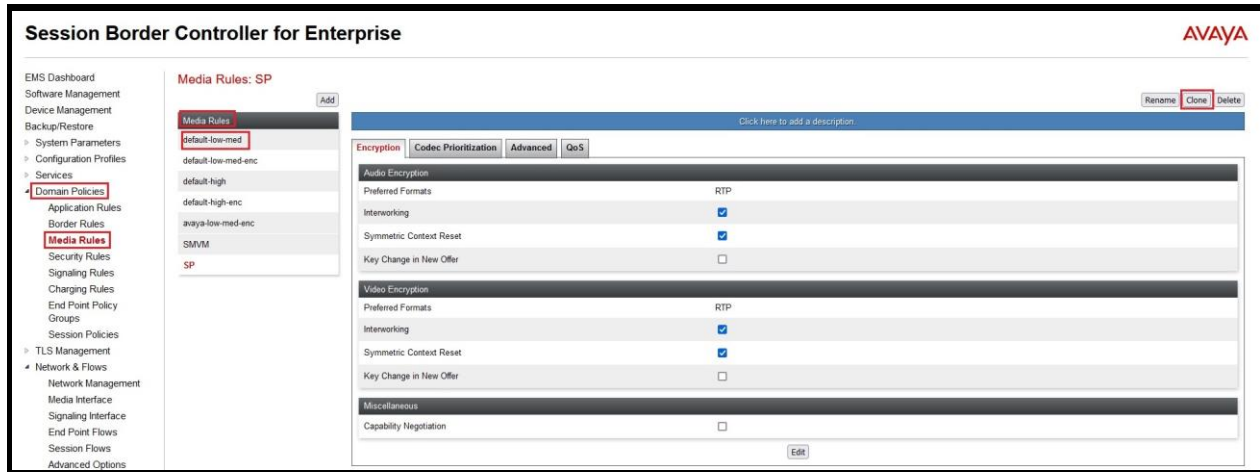 Session Border Controller for Enterprise
AVAYA
EMS Dashboard
Software Management
Device Management
Backup/Restore
System Parameters
Configuration Profiles
Services
Domain Policies
Application Rules
Border Rules
Media Rules
Security Rules
Signaling Rules
Charging Rules
End Point Policy
Groups
Session Policies
TLS Management
Network & Flows
Network Management
Media Interface
Signaling Interface
End Point Flows
Session Flows
Advanced Options
Media Rules: SP
Add
Rename Clone Delete
Media Rules
default-low-med
default-low-med-enc
default-high
default-high-enc
avaya-low-med-enc
SMVM
SP
Click here to add a description.
Encryption Codec Prioritization Advanced QoS
Audio Encryption
Preferred Formats RTP
Interworking
Symmetric Context Reset
Key Change in New Offer
Video Encryption
Preferred Formats RTP
Interworking
Symmetric Context Reset
Key Change in New Offer
Miscellaneous
Capability Negotiation
Edit